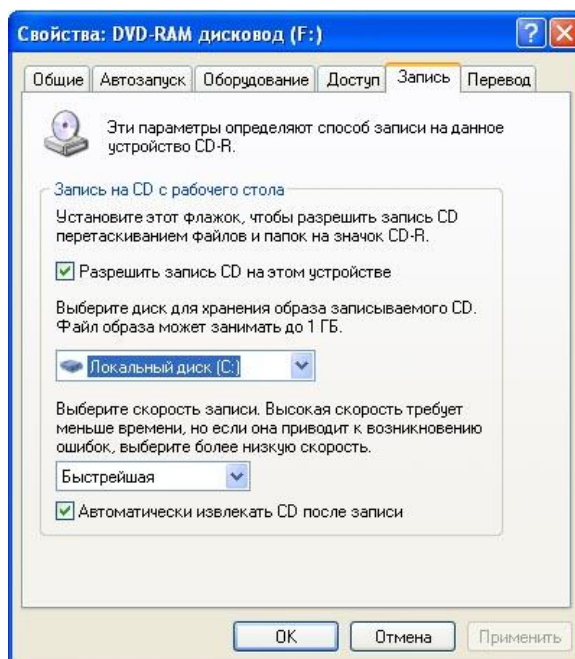 Свойства: DVD-RAM дисковод (F:)
Общие Автозапуск Оборудование Доступ Запись Перевод
Эти параметры определяют способ записи на данное
устройство CD-R.
Запись на CD с рабочего стола
Установите этот флажок, чтобы разрешить запись CD
перетаскиванием файлов и папок на значок CD-R.
Разрешить запись CD на этом устройстве
Выберите диск для хранения образа записываемого CD.
Файл образа может занимать до 1 ГБ.
Локальный диск (C:)
Выберите скорость записи. Высокая скорость требует
меньше времени, но если она приводит к возникновению
ошибок, выберите более низкую скорость.
Быстрейшая
Автоматически извлекать CD после записи
OK Отмена Применить